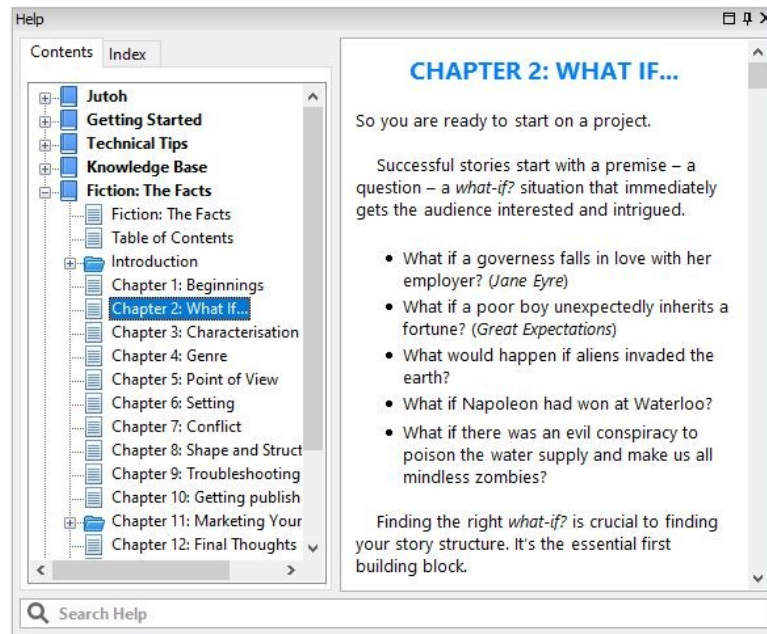 Help
Contents
Index
Jutoh
Getting Started
Technical Tips
Knowledge Base
Fiction: The Facts
Fiction: The Facts
Table of Contents
Introduction
Chapter 1: Beginnings
Chapter 2: What If...
Chapter 3: Characterisation
Chapter 4: Genre
Chapter 5: Point of View
Chapter 6: Setting
Chapter 7: Conflict
Chapter 8: Shape and Struct
Chapter 9: Troubleshooting
Chapter 10: Getting publish
Chapter 11: Marketing Your
Chapter 12: Final Thoughts
CHAPTER 2: WHAT IF...
So you are ready to start on a project.
Successful stories start with a premise – a
question – a what-if? situation that immediately
gets the audience interested and intrigued.
• What if a governess falls in love with her
employer? (Jane Eyre)
• What if a poor boy unexpectedly inherits a
fortune? (Great Expectations)
• What would happen if aliens invaded the
earth?
• What if Napoleon had won at Waterloo?
• What if there was an evil conspiracy to
poison the water supply and make us all
mindless zombies?
Finding the right what-if? is crucial to finding
your story structure. It's the essential first
building block.
Search Help